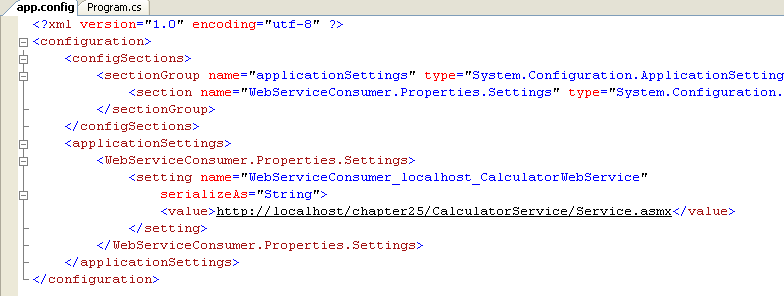 app.config Program.cs
<?xml version="1.0" encoding="utf-8" ?>
<configuration>
<configSections>
<sectionGroup name="applicationSettings" type="System.Configuration.ApplicationSetting
<section name="WebServiceConsumer.Properties.Settings" type="System.Configuration.
</sectionGroup>
</configSections>
<applicationSettings>
<WebServiceConsumer.Properties.Settings>
<setting name="WebServiceConsumer_localhost_CalculatorWebService"
serializeAs="String">
<value>http://localhost/chapter25/CalculatorService/Service.asmx</value>
</setting>
</WebServiceConsumer.Properties.Settings>
</applicationSettings>
</configuration>